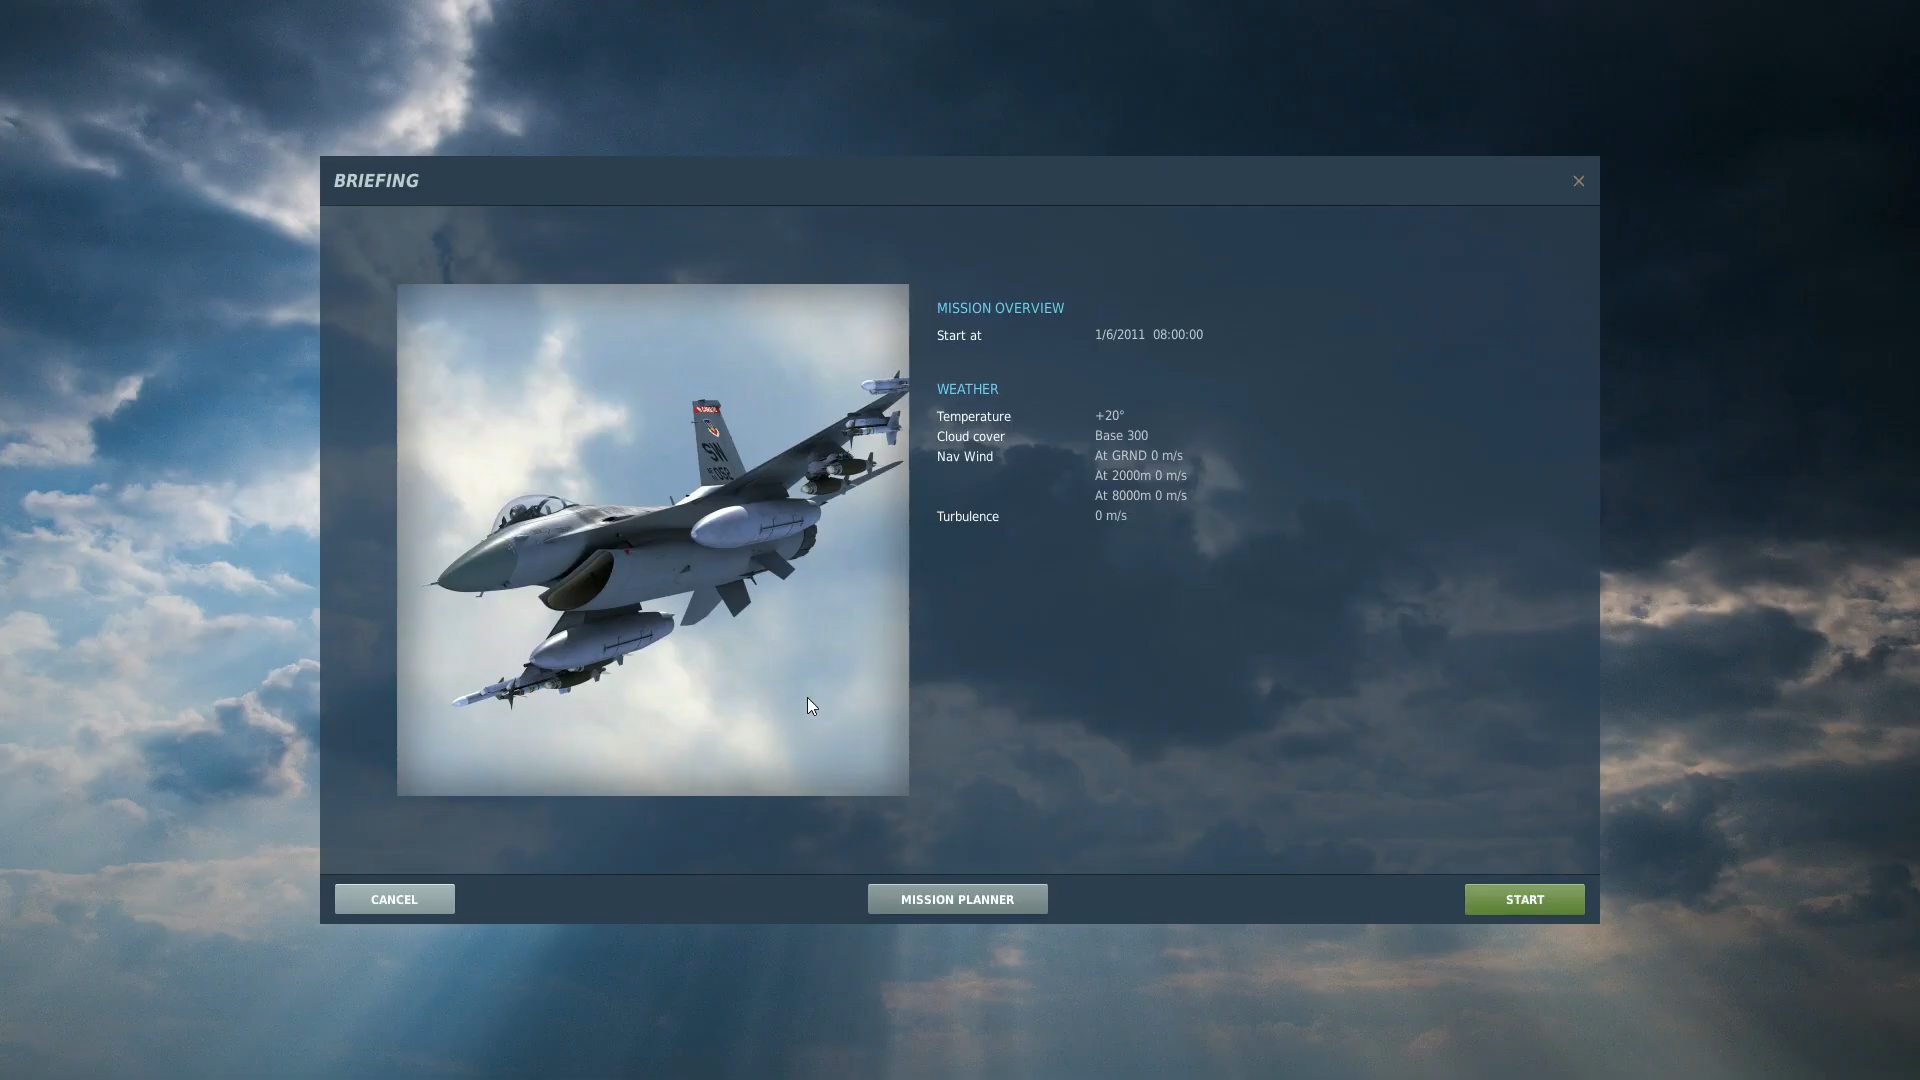 BRIEFING
MISSION OVERVIEW
Start at 1/6/2011 08:00:00
WEATHER
Temperature +20°
Cloud cover Base 300
Nav Wind At GRND 0 m/s
At 2000m 0 m/s
At 8000m 0 m/s
Turbulence 0 m/s
SW
CANCEL
MISSION PLANNER
START